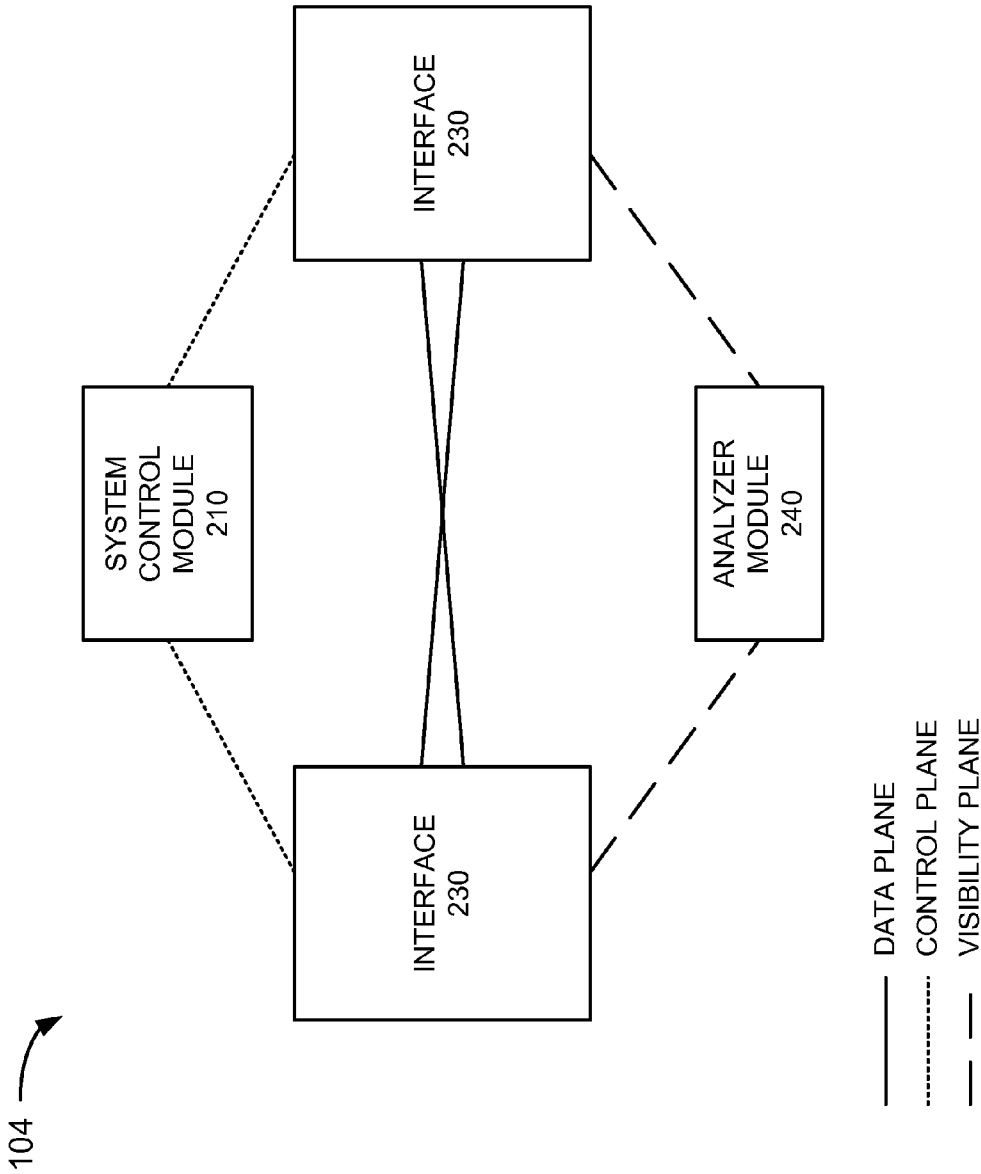 104
SYSTEM
CONTROL
MODULE
210
INTERFACE
230
INTERFACE
230
ANALYZER
MODULE
240
DATA PLANE
CONTROL PLANE
VISIBILITY PLANE